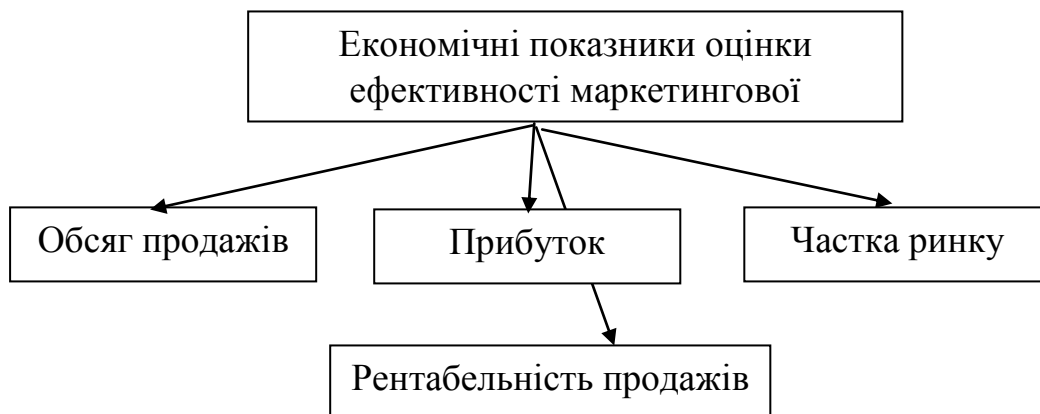 Економічні показники оцінки
ефективності маркетингової
Обсяг продажів
Прибуток
Частка ринку
Рентабельність продажів